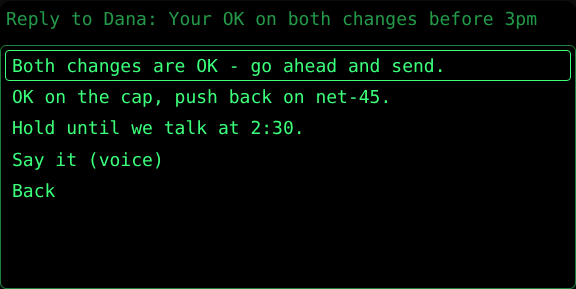 Reply to Dana: Your OK on both changes before 3pm
Both changes are OK - go ahead and send.
OK on the cap, push back on net-45.
Hold until we talk at 2:30.
Say it (voice)
Back